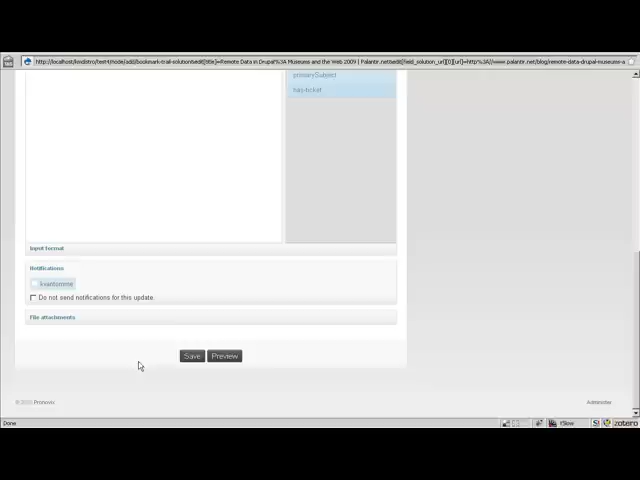 http://localhost/kwdistro/test4/node/add/bookmark-trail-solution?edit[title]=Remote Data in Drupal%3A Museums and the Web 2009 | Palantir.net&edit[field_solution_url][0][url]=http%3A//www.palantir.net/blog/remote-data-drupal-museums-a
primarySubject
has-ticket
Input format
Notifications
kvantomme
Do not send notifications for this update.
File attachments
Save
Preview
© 2010 Pronovix
Administer
Done
zotero